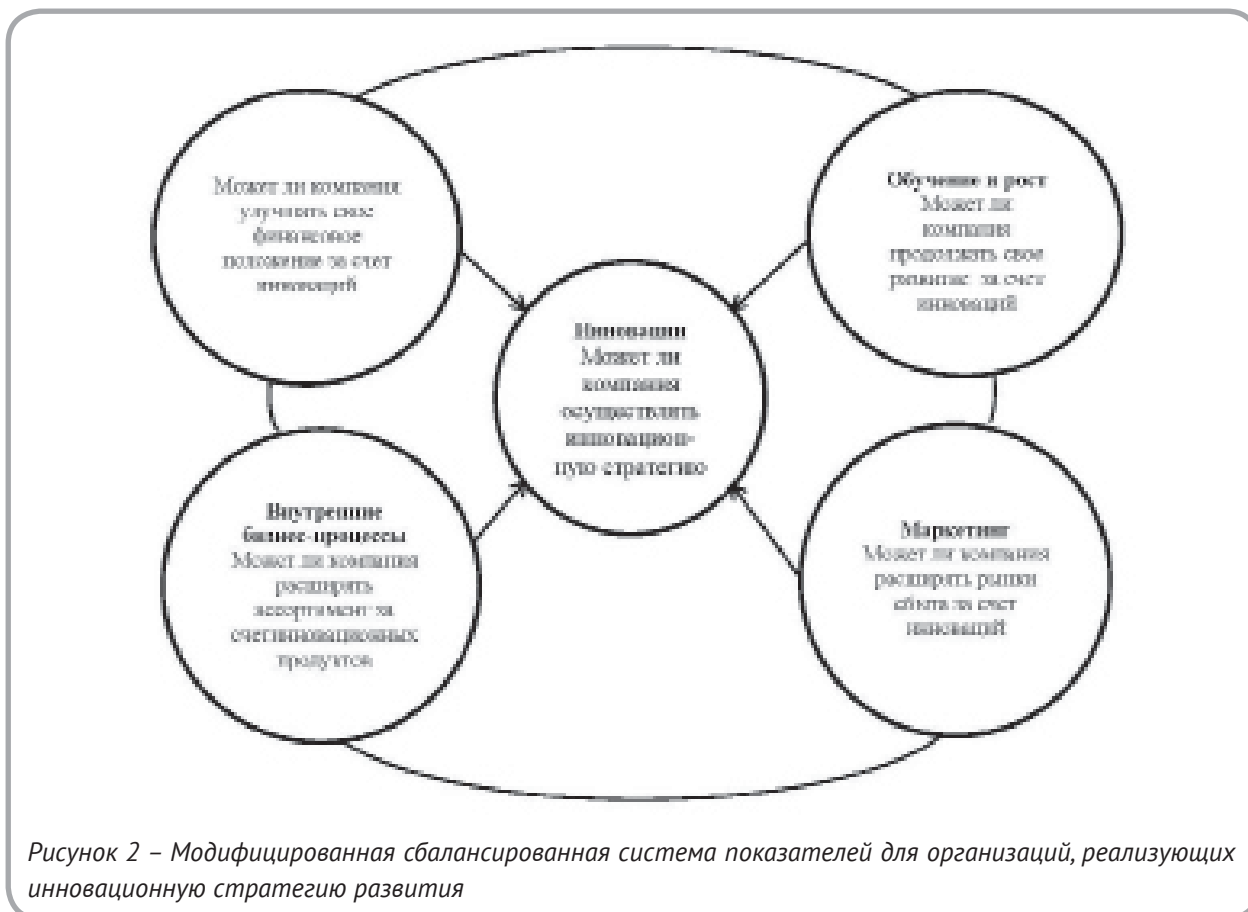 Может ли компания
улучшить свое
финансовое
положение за счет
инноваций
Обучение и рост
Может ли
компания
продолжать свое
развитие за счет
инноваций
Инновации
Может ли
компания
осуществлять
инновацион-
ную стратегию
Внутренние
бизнес-процессы
Может ли компания
расширять
ассортимент за
счет инновационных
продуктов
Маркетинг
Может ли компания
расширять рынки
сбыта за счет
инноваций
Рисунок 2 – Модифицированная сбалансированная система показателей для организаций, реализующих
инновационную стратегию развития